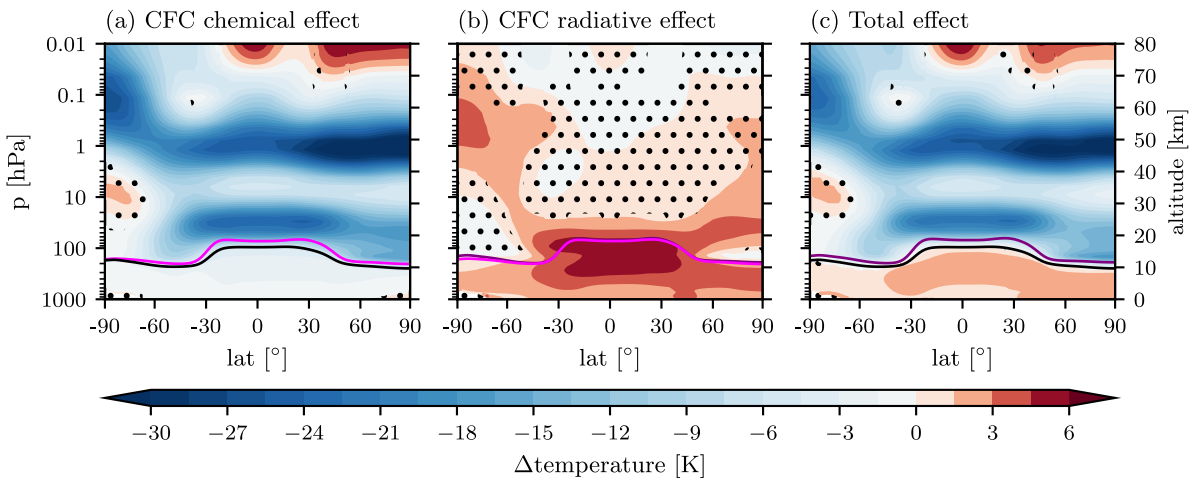 (a) CFC chemical effect
(b) CFC radiative effect
(c) Total effect
p [hPa]
0.01
0.1
1
10
100
1000
80
70
60
50
40
30
20
10
0
altitude [km]
-90 -60 -30 0 30 60 90
-90 -60 -30 0 30 60 90
-90 -60 -30 0 30 60 90
lat [°]
lat [°]
lat [°]
−30 −27 −24 −21 −18 −15 −12 −9 −6 −3 0 3 6
Δtemperature [K]